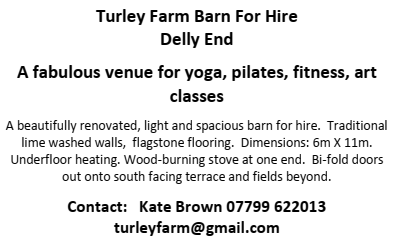 Turley Farm Barn For Hire
Delly End
A fabulous venue for yoga, pilates, fitness, art
classes
A beautifully renovated, light and spacious barn for hire.  Traditional
lime washed walls,  flagstone flooring.  Dimensions: 6m X 11m.
Underfloor heating. Wood-burning stove at one end.  Bi-fold doors
out onto south facing terrace and fields beyond.
Contact:   Kate Brown 07799 622013
turleyfarm@gmail.com